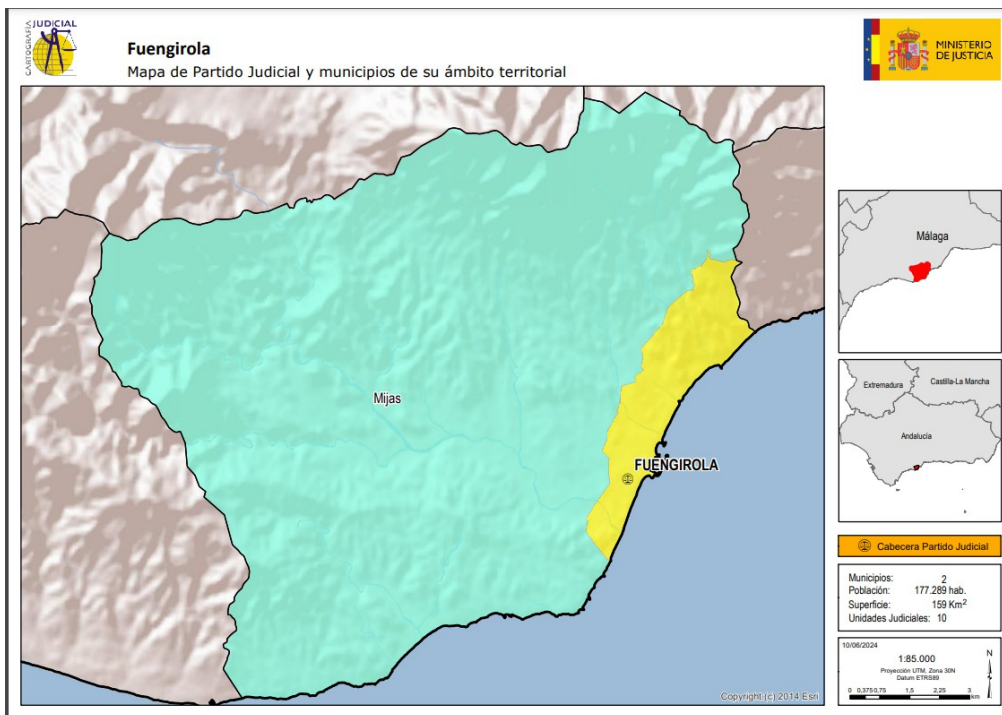 CARTOGRAFÍA
JUDICIAL
Fuengirola
Mapa de Partido Judicial y municipios de su ámbito territorial
MINISTERIO
DE JUSTICIA
Mijas
FUENGIROLA
Copyright (c) 2014 Esri
Málaga
Extremadura
Castilla-La Mancha
Andalucía
Cabecera Partido Judicial
Municipios: 2
Población: 177.289 hab.
Superficie: 159 Km²
Unidades Judiciales: 10
10/06/2024
1:85.000
Proyección UTM, Zona 30N
Datum ETRS89
N
0 0,375 0,75 1,5 2,25 3
km